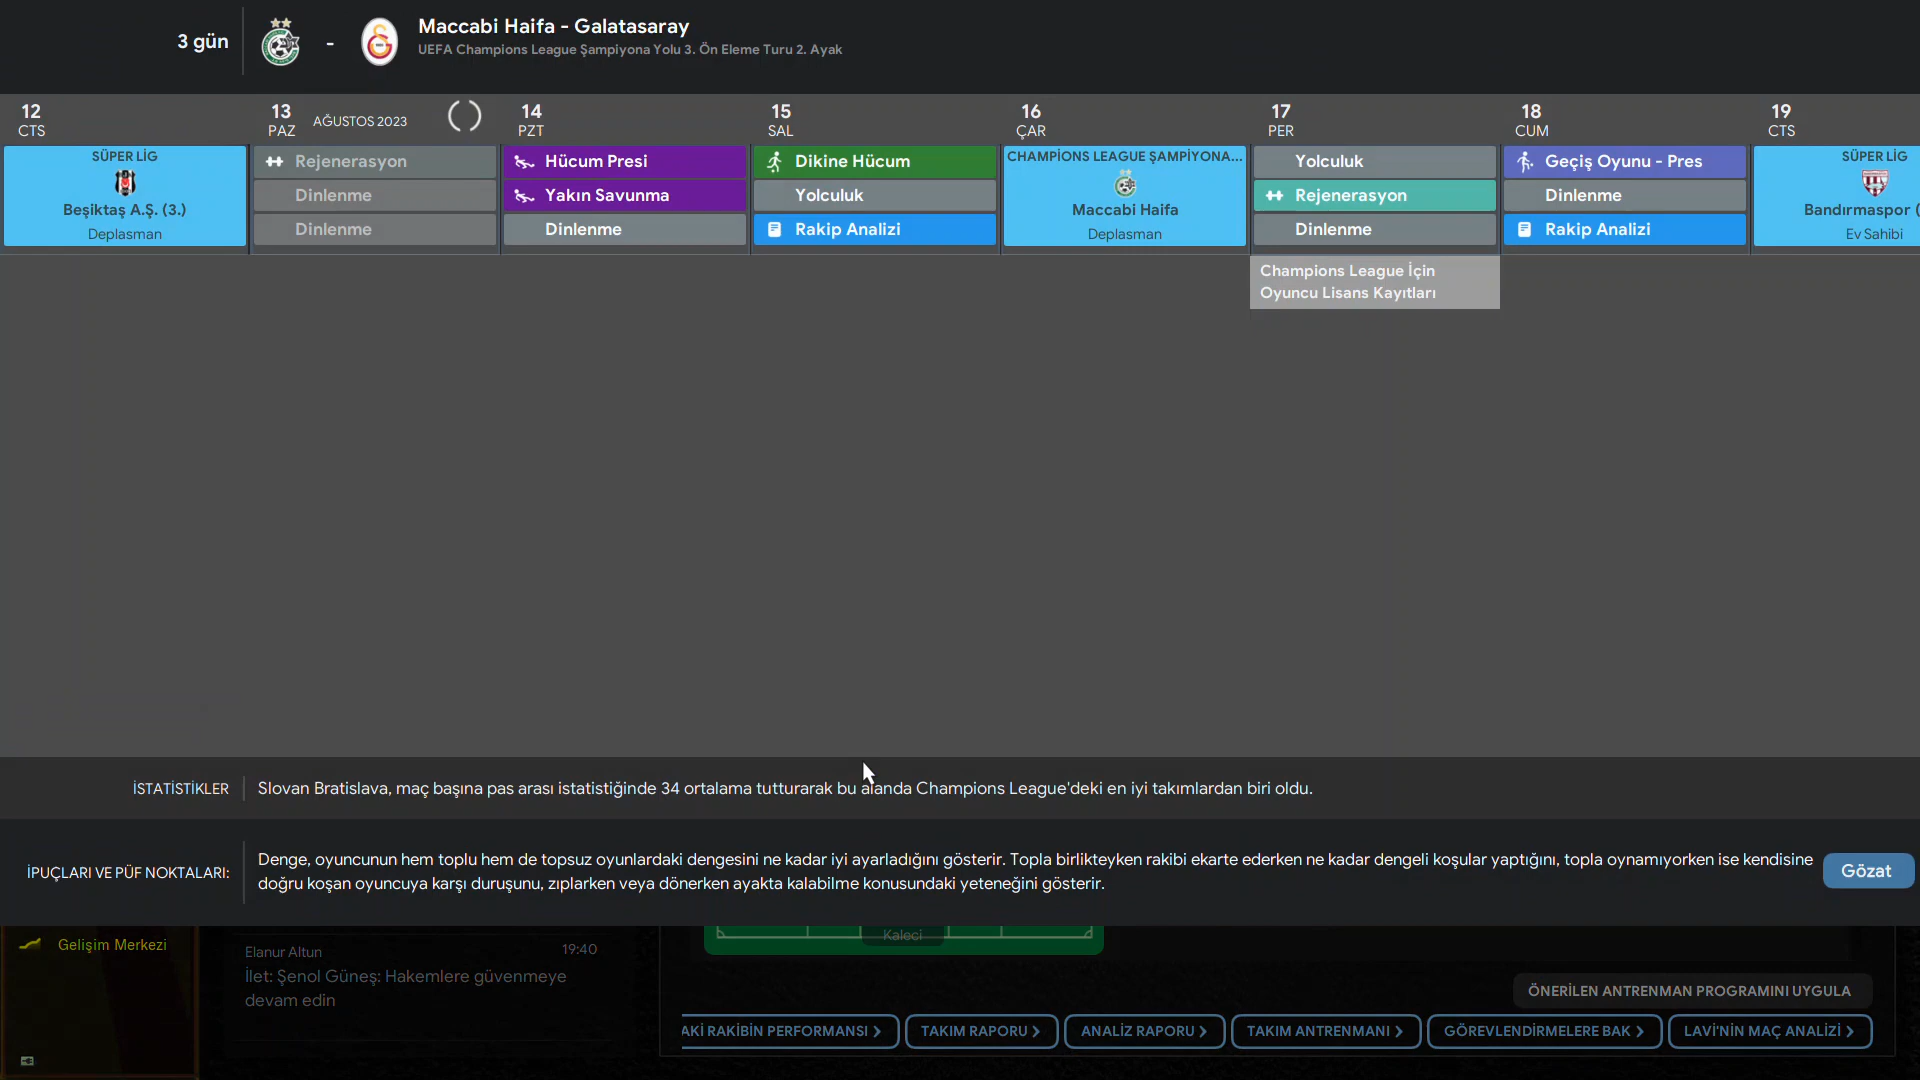 3 gün
-
Maccabi Haifa - Galatasaray
UEFA Champions League Şampiyona Yolu 3. Ön Eleme Turu 2. Ayak
12
CTS
13
PAZ
AĞUSTOS 2023
14
PZT
15
SAL
16
ÇAR
17
PER
18
CUM
19
CTS
SÜPER LİG
Beşiktaş A.Ş. (3.)
Deplasman
Rejenerasyon
Dinlenme
Dinlenme
Hücum Presi
Yakın Savunma
Dinlenme
Dikine Hücum
Yolculuk
Rakip Analizi
CHAMPİONS LEAGUE ŞAMPİYONA...
Maccabi Haifa
Deplasman
Yolculuk
Rejenerasyon
Dinlenme
Champions League İçin
Oyuncu Lisans Kayıtları
Geçiş Oyunu - Pres
Dinlenme
Rakip Analizi
SÜPER LİG
Bandırmaspor (
Ev Sahibi
İSTATİSTİKLER
Slovan Bratislava, maç başına pas arası istatistiğinde 34 ortalama tutturarak bu alanda Champions League'deki en iyi takımlardan biri oldu.
İPUÇLARI VE PÜF NOKTALARI:
Denge, oyuncunun hem toplu hem de topsuz oyunlardaki dengesini ne kadar iyi ayarladığını gösterir. Topla birlikteyken rakibi ekarte ederken ne kadar dengeli koşular yaptığını, topla oynamıyorken ise kendisine
doğru koşan oyuncuya karşı duruşunu, zıplarken veya dönerken ayakta kalabilme konusundaki yeteneğini gösterir.
Gözat
Gelişim Merkezi
Elanur Altun
19:40
İlet: Şenol Güneş: Hakemlere güvenmeye
devam edin
Kaleci
ÖNERİLEN ANTRENMAN PROGRAMINI UYGULA
AKİ RAKİBİN PERFORMANSI
TAKIM RAPORU
ANALİZ RAPORU
TAKIM ANTRENMANI
GÖREVLENDİRMELERE BAK
LAVİ'NİN MAÇ ANALİZİ